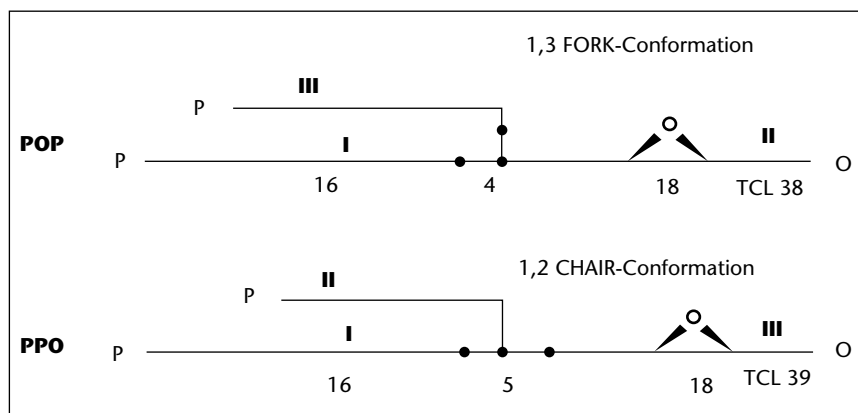 1,3 FORK-Conformation
III
P
POP
I
II
P
O
16
4
18
TCL 38
1,2 CHAIR-Conformation
II
P
PPO
I
III
P
O
16
5
18
TCL 39